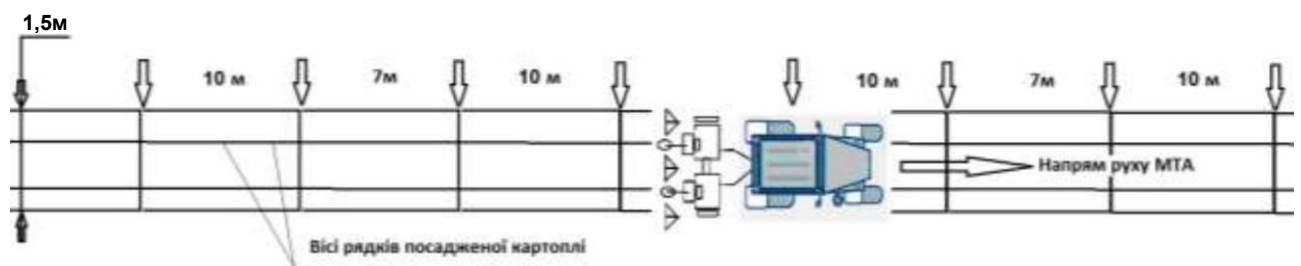 1,5м
10 м
7м
10 м
10 м
7м
10 м
Напрям руху МТА
Вісі рядків посадженої картоплі